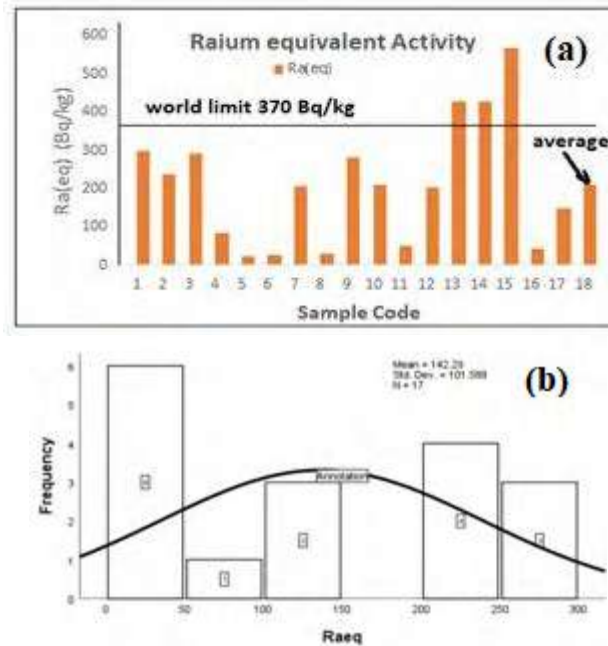 Raium equivalent Activity
(a)
Ra(eq)
world limit 370 Bq/kg
average
Ra(eq) (Bq/kg)
600
500
400
300
200
100
0
1 2 3 4 5 6 7 8 9 10 11 12 13 14 15 16 17 18
Sample Code
(b)
Mean = 142.29
N = 17
Annotation
Frequency
6
5
4
3
2
1
0
0 50 100 150 200 250 300
Raeq